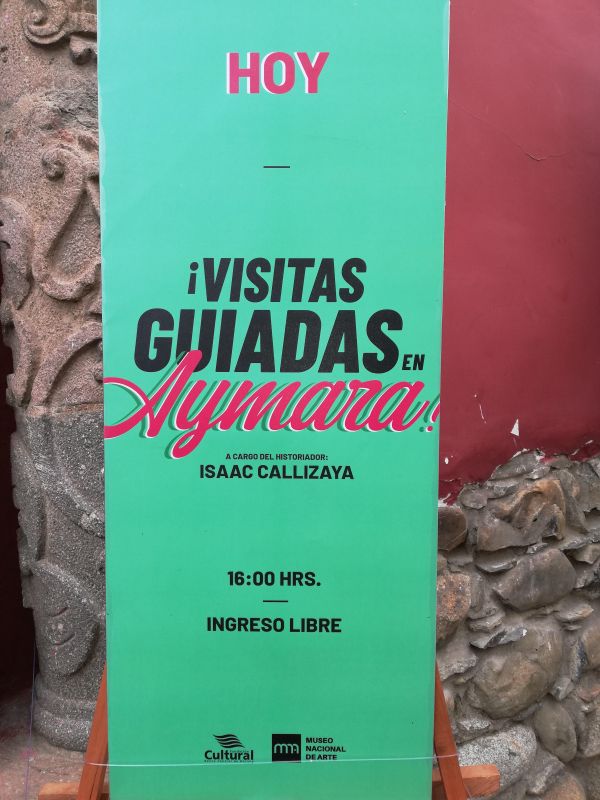 HOY
¡VISITAS
GUIADAS EN
Aymara!
A CARGO DEL HISTORIADOR:
ISAAC CALLIZAYA
16:00 HRS.
INGRESO LIBRE
Cultural
MUSEO
NACIONAL
DE ARTE